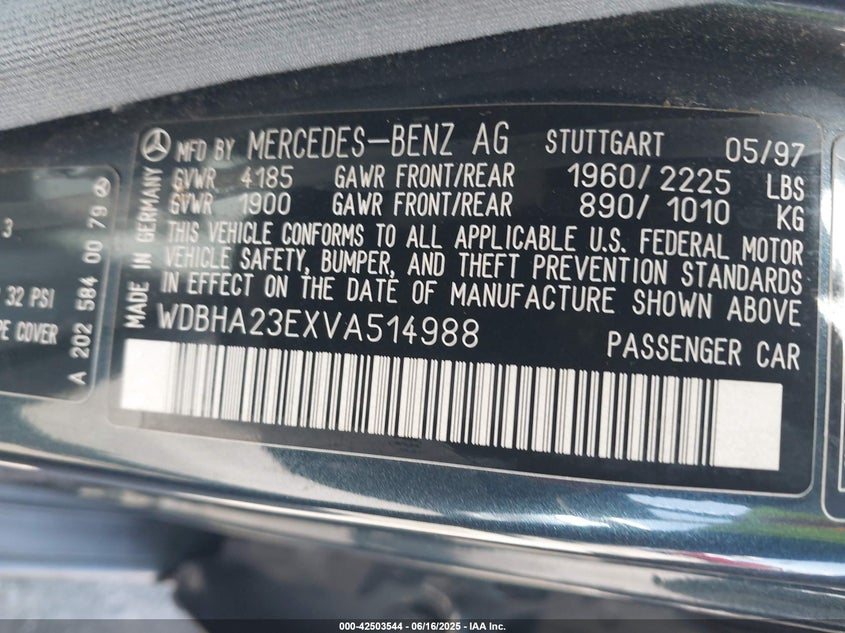 MFD BY MERCEDES-BENZ AG STUTTGART 05/97
GVWR 4185 GAWR FRONT/REAR 1960/2225 LBS
GVWR 1900 GAWR FRONT/REAR 890/1010 KG
THIS VEHICLE CONFORMS TO ALL APPLICABLE U.S. FEDERAL MOTOR
VEHICLE SAFETY, BUMPER, AND THEFT PREVENTION STANDARDS
IN EFFECT ON THE DATE OF MANUFACTURE SHOWN ABOVE
WDBHA23EXVA514988 PASSENGER CAR
MADE IN GERMANY
3
32 PSI
COVER
A 202 584 00 79
000-42503544 - 06/16/2025 - IAA Inc.